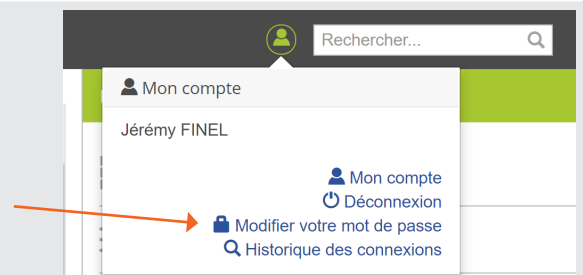 Rechercher...
Mon compte
Jérémy FINEL
Mon compte
Déconnexion
Modifier votre mot de passe
Historique des connexions